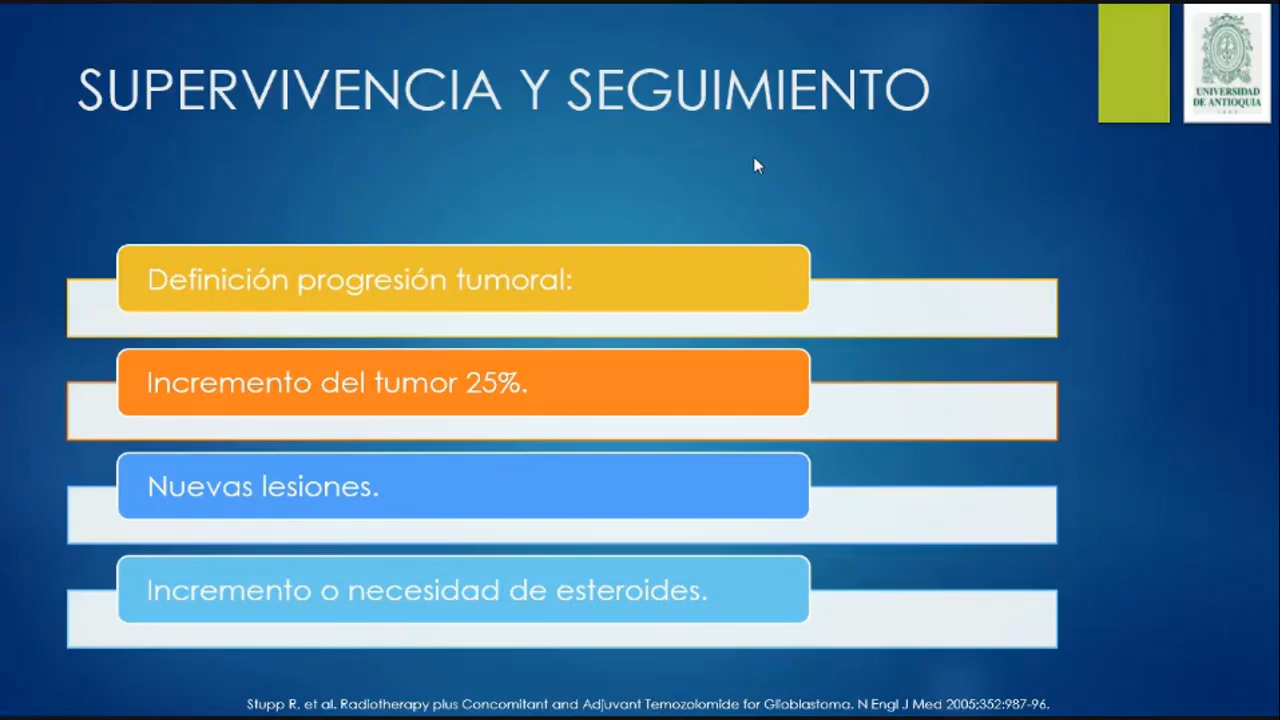 SUPERVIVENCIA Y SEGUIMIENTO
UNIVERSIDAD
DE ANTIOQUIA
Definición progresión tumoral:
Incremento del tumor 25%.
Nuevas lesiones.
Incremento o necesidad de esteroides.
Stupp R, et al. Radiotherapy plus Concomitant and Adjuvant Temozolomide for Glioblastoma. N Engl J Med 2005;352:987-96.